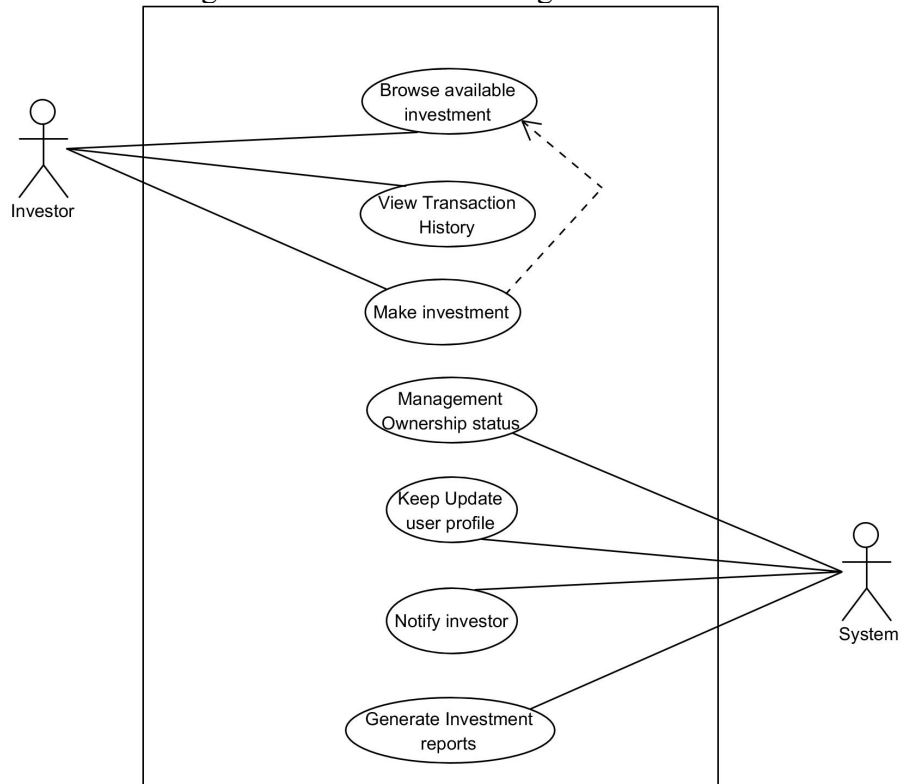 Browse available
investment
Investor
View Transaction
History
Make investment
Management
Ownership status
Keep Update
user profile
Notify investor
System
Generate Investment
reports